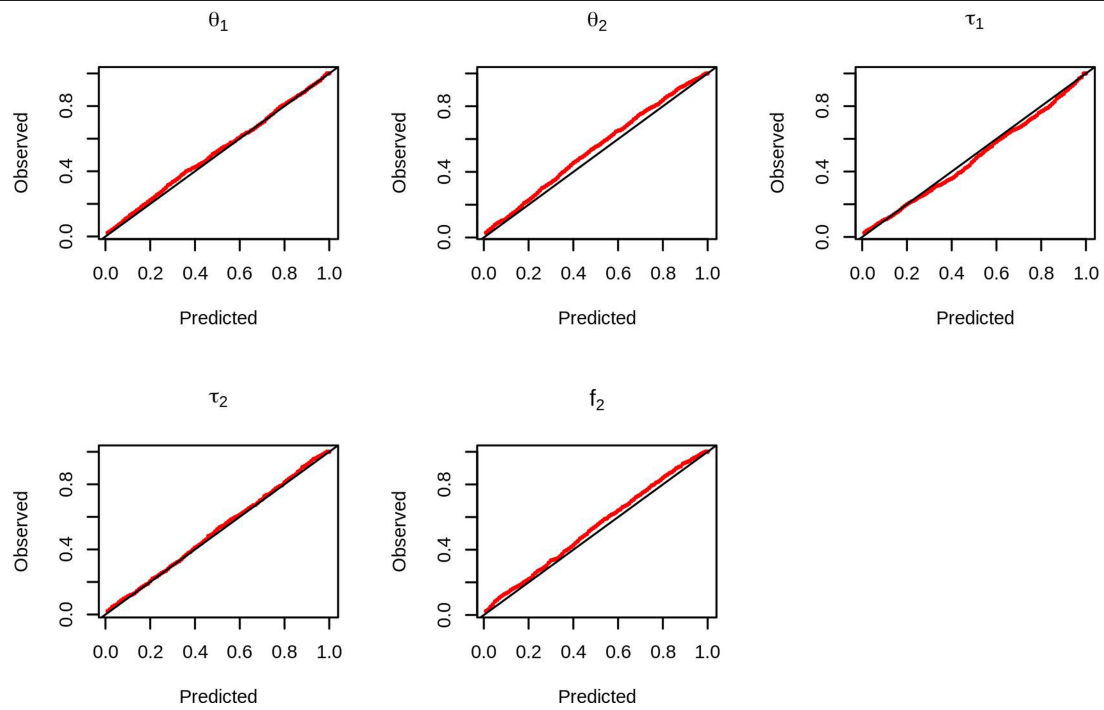 θ1 θ2 τ1
Observed 0.0 0.4 0.8 Observed 0.0 0.4 0.8 Observed 0.0 0.4 0.8
0.0 0.2 0.4 0.6 0.8 1.0 0.0 0.2 0.4 0.6 0.8 1.0 0.0 0.2 0.4 0.6 0.8 1.0
Predicted Predicted Predicted
τ2 f2
Observed 0.0 0.4 0.8 Observed 0.0 0.4 0.8
0.0 0.2 0.4 0.6 0.8 1.0 0.0 0.2 0.4 0.6 0.8 1.0
Predicted Predicted